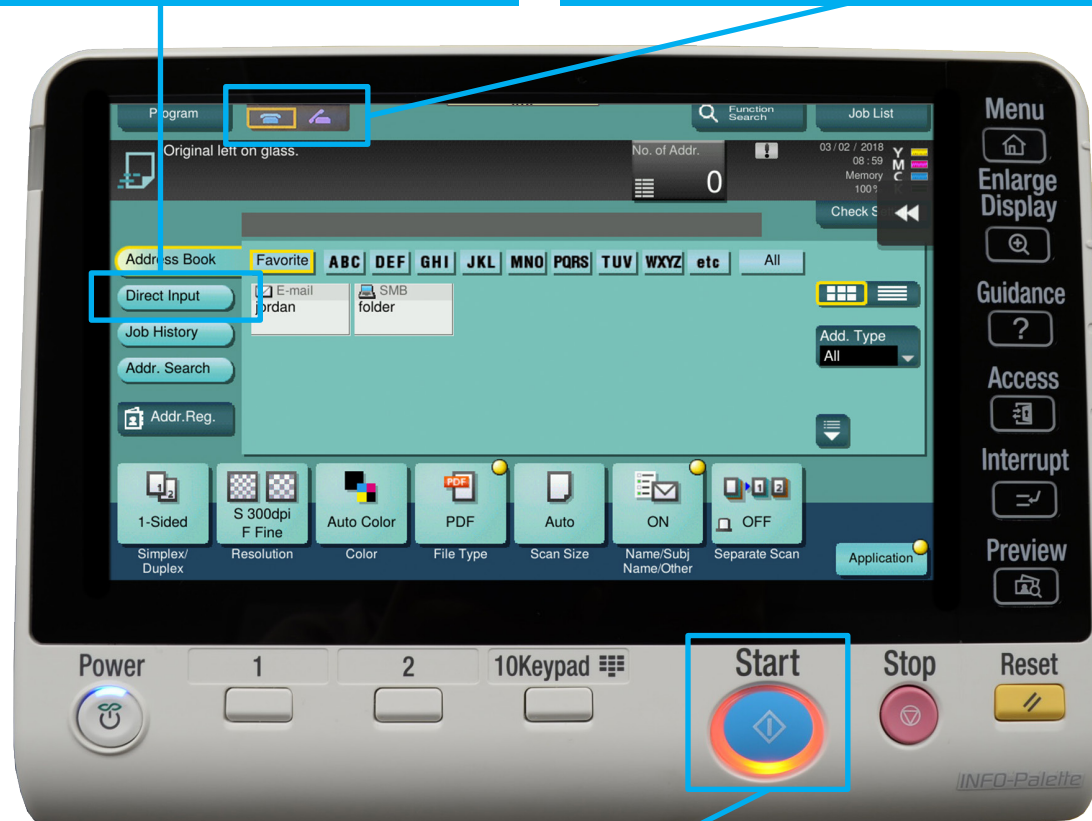 Program
Function
Search
Job List
Original left on glass.
No. of Addr.
0
03 / 02 / 2018
08 : 59
Memory
100%
Y
M
C
K
Check S
Address Book
Favorite ABC DEF GHI JKL MNO PQRS TUV WXYZ etc All
Direct Input
E-mail
jordan
SMB
folder
Job History
Addr. Search
Addr.Reg.
Add. Type
All
1-Sided
S 300dpi
F Fine
Auto Color
PDF
PDF
Auto
ON
OFF
Simplex/
Duplex
Resolution
Color
File Type
Scan Size
Name/Subj
Name/Other
Separate Scan
Application
Menu
Enlarge
Display
Guidance
?
Access
Interrupt
Preview
Power
1
2
10Keypad
Start
Stop
Reset
INFO-Palette